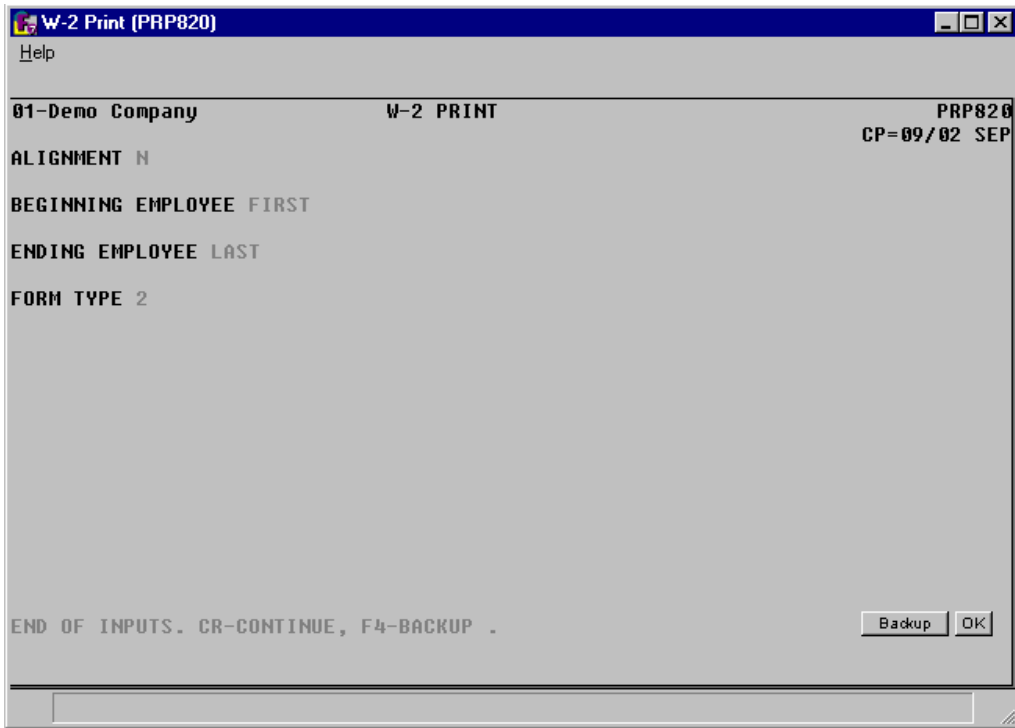 W-2 Print (PRP820)
Help
01-Demo Company W-2 PRINT PRP820
CP=09/02 SEP
ALIGNMENT N
BEGINNING EMPLOYEE FIRST
ENDING EMPLOYEE LAST
FORM TYPE 2
END OF INPUTS. CR-CONTINUE, F4-BACKUP . Backup OK